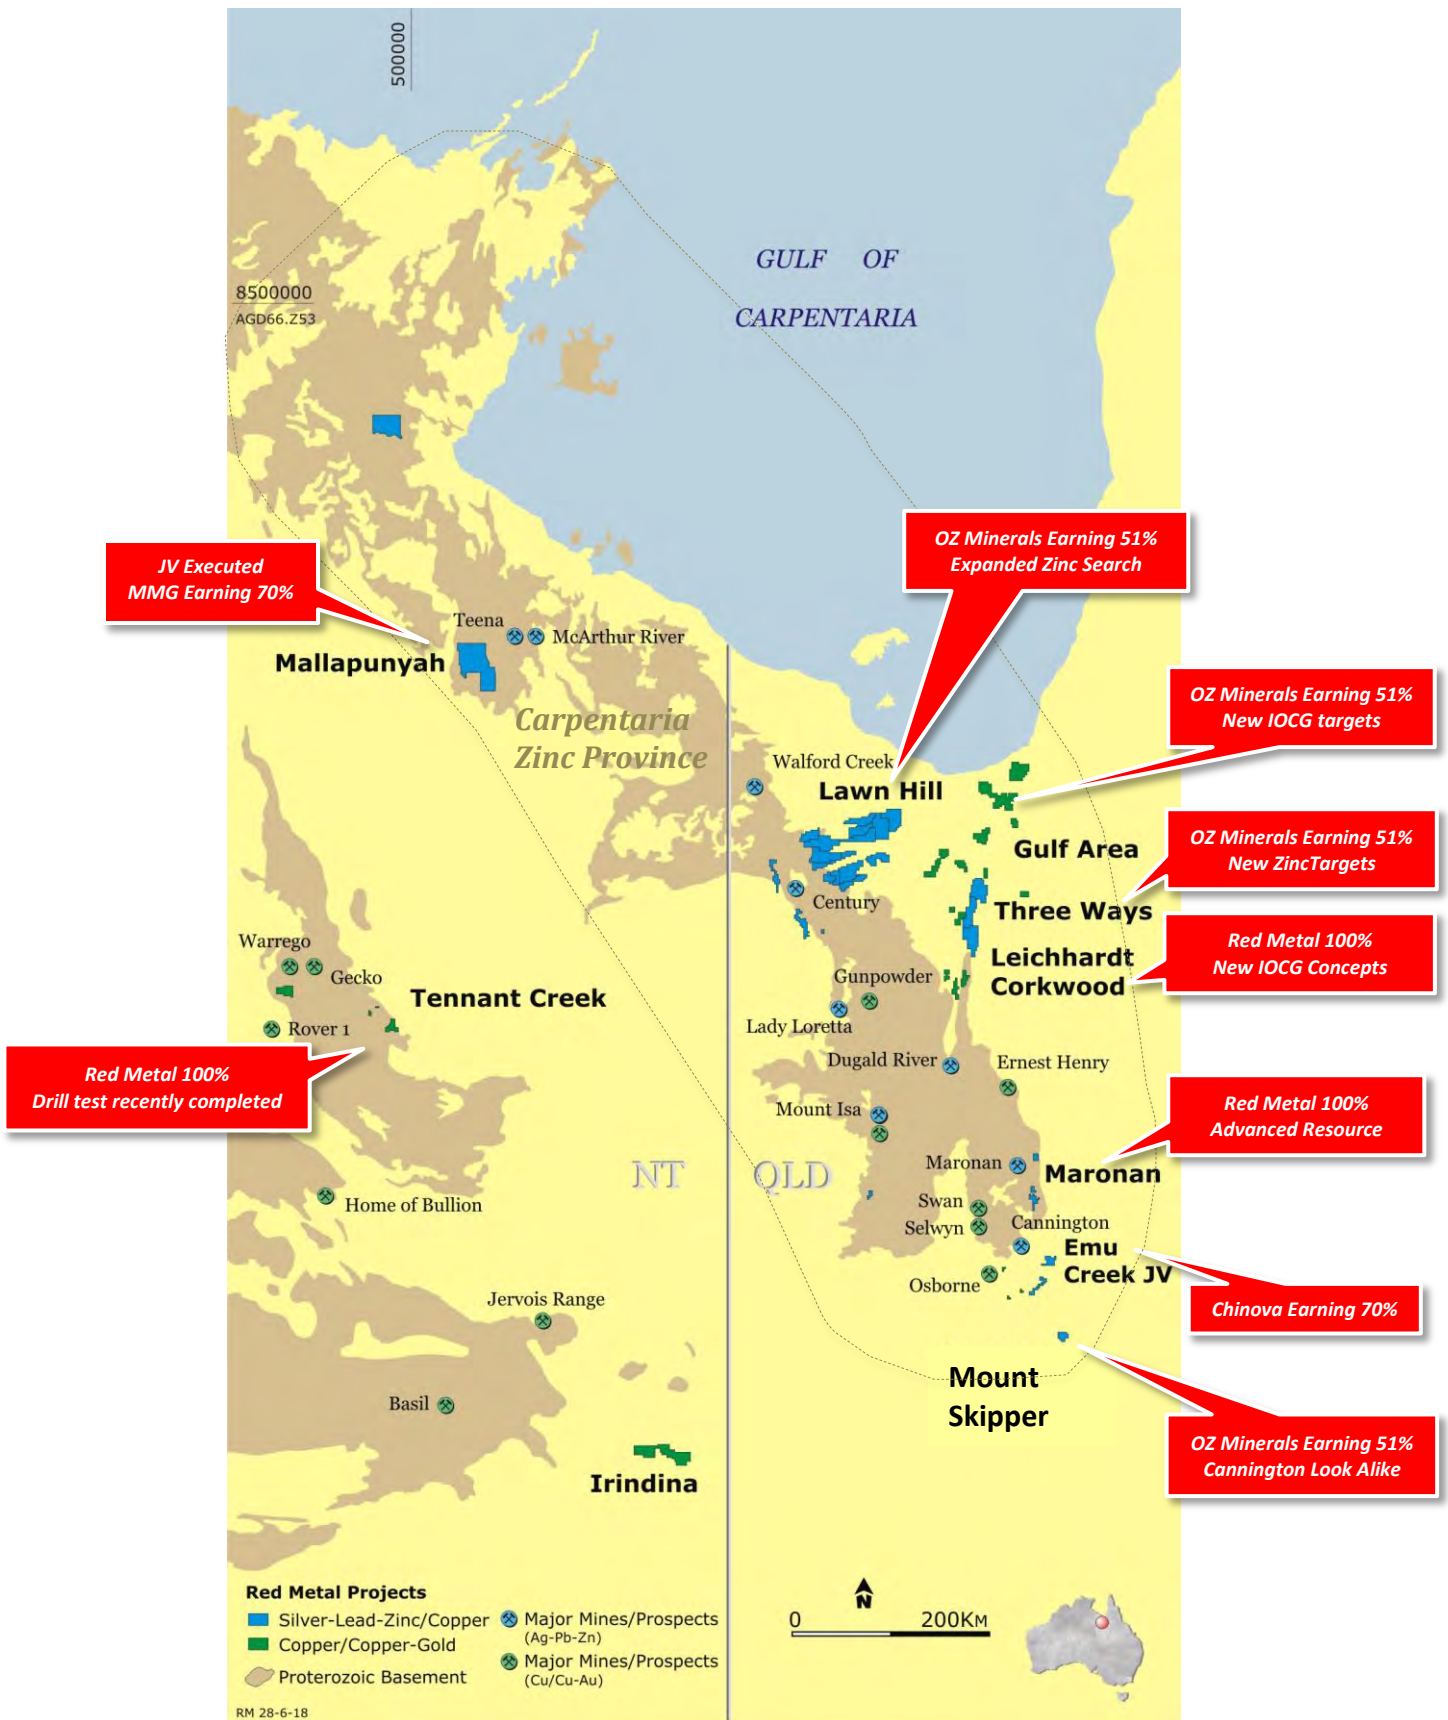 500000
GULF OF
CARPENTARIA
8500000
AGD66.Z53
OZ Minerals Earning 51%
Expanded Zinc Search
JV Executed
MMG Earning 70%
Teena
McArthur River
Mallapunyah
Carpentaria
Zinc Province
OZ Minerals Earning 51%
New IOCG targets
Walford Creek
Lawn Hill
Gulf Area
OZ Minerals Earning 51%
New ZincTargets
Century
Three Ways
Warrego
Gecko
Tennant Creek
Rover 1
Gunpowder
Leichhardt
Corkwood
Red Metal 100%
New IOCG Concepts
Lady Loretta
Dugald River
Ernest Henry
Red Metal 100%
Drill test recently completed
Mount Isa
Red Metal 100%
Advanced Resource
NT QLD
Maronan
Maronan
Home of Bullion
Swan
Selwyn
Cannington
Emu
Creek JV
Osborne
Chinova Earning 70%
Jervois Range
Mount
Skipper
Basil
OZ Minerals Earning 51%
Cannington Look Alike
Irindina
Red Metal Projects
Silver-Lead-Zinc/Copper
Copper/Copper-Gold
Proterozoic Basement
Major Mines/Prospects
(Ag-Pb-Zn)
Major Mines/Prospects
(Cu/Cu-Au)
N
0 200KM
RM 28-6-18